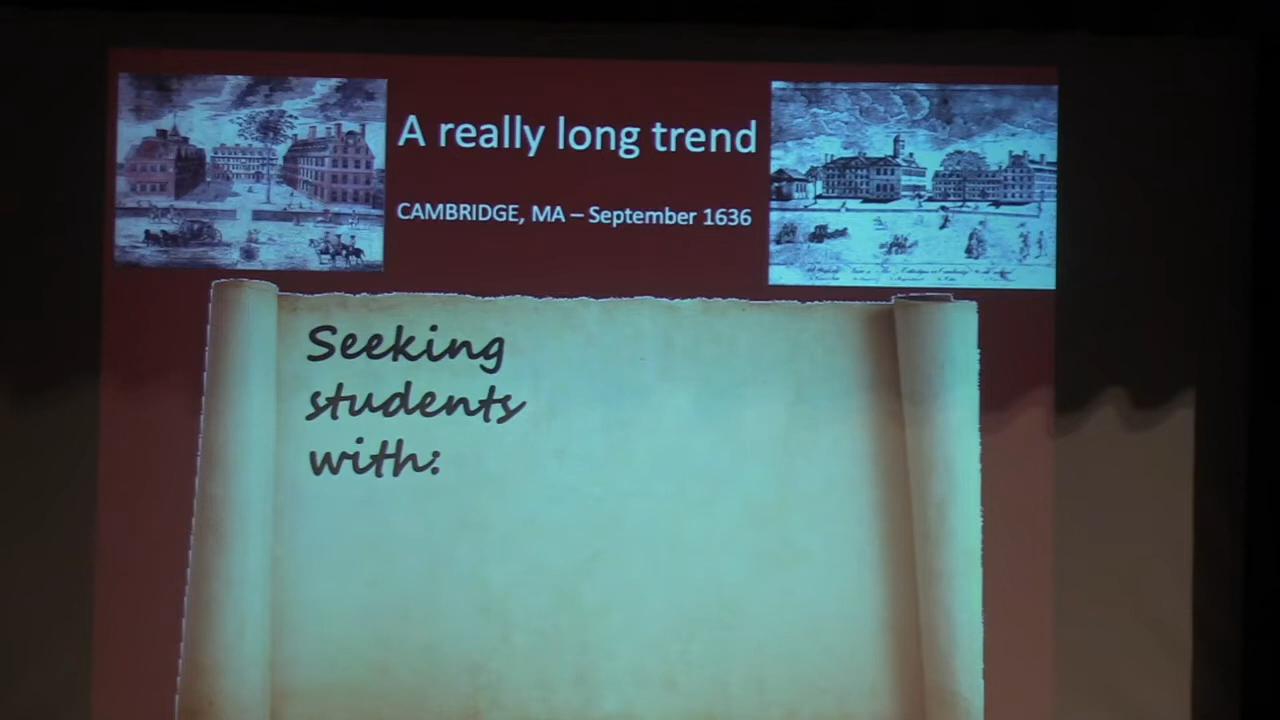 A really long trend
CAMBRIDGE, MA – September 1636
Seeking
students
with: